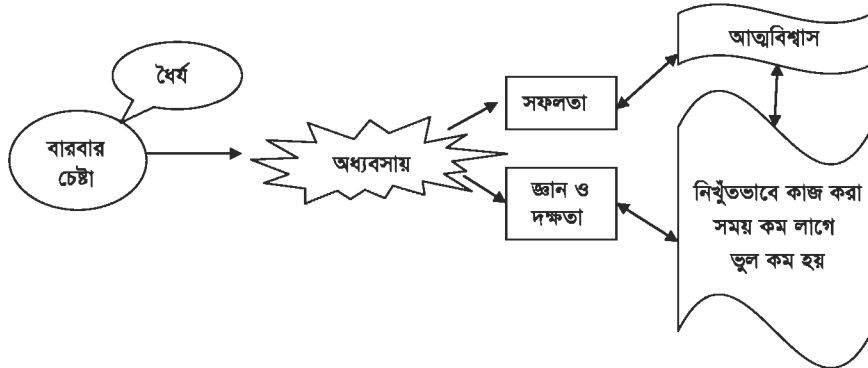 ধৈর্য
বারবার
চেষ্টা
অধ্যবসায়
সফলতা
জ্ঞান ও
দক্ষতা
আত্মবিশ্বাস
নিখুঁতভাবে কাজ করা
সময় কম লাগে
ভুল কম হয়